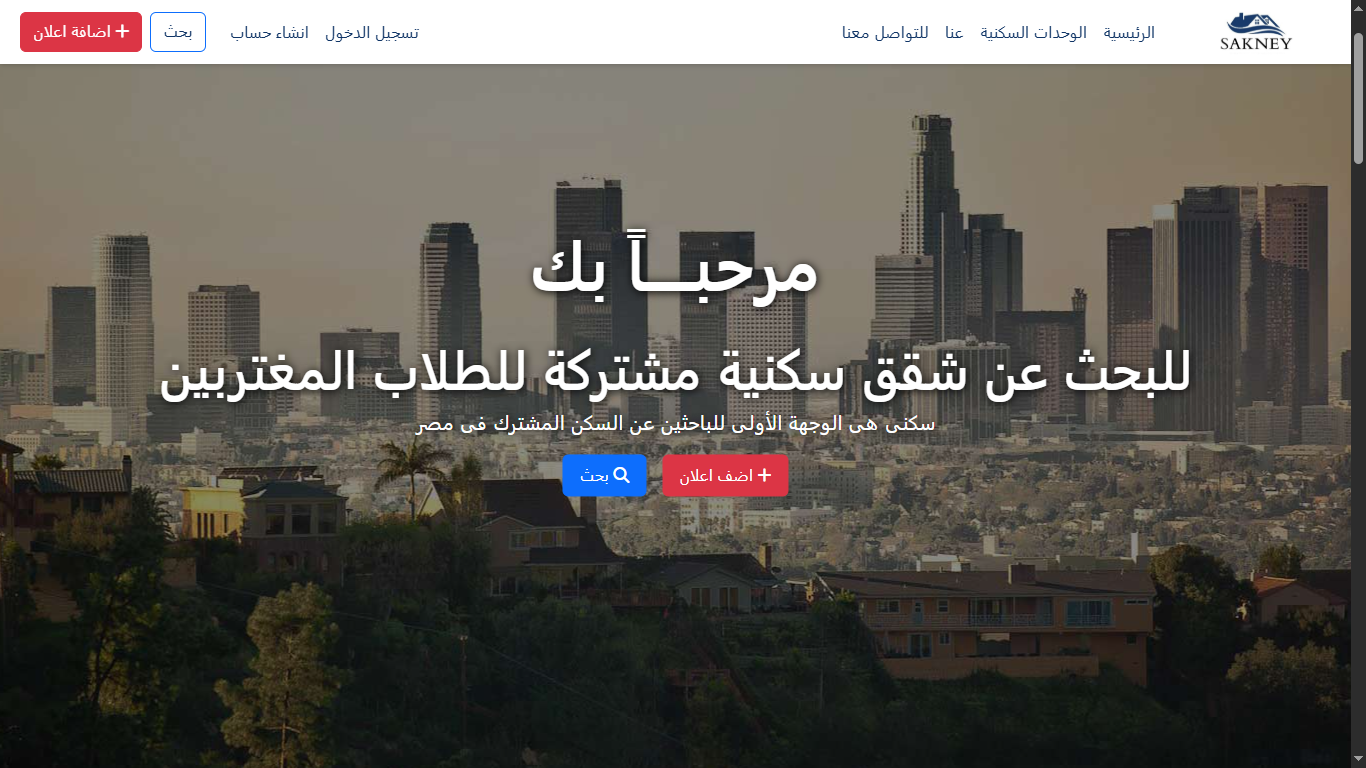 SAKNEY
الرئيسية الوحدات السكنية عنا للتواصل معنا
تسجيل الدخول انشاء حساب بحث اضافة اعلان
مرحبـــاً بك
للبحث عن شقق سكنية مشتركة للطلاب المغتربين
سكنى هى الوجهة الأولى للباحثين عن السكن المشترك فى مصر
اضف اعلان بحث